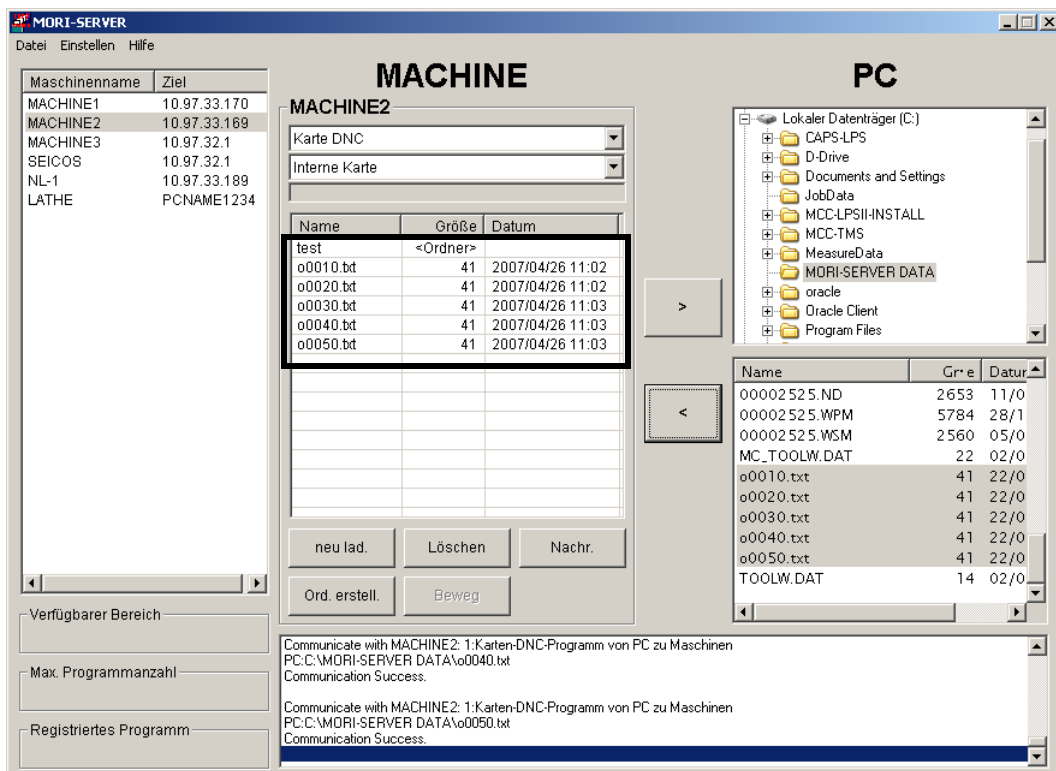 MORI-SERVER
Datei Einstellen Hilfe
MACHINE
PC
Maschinenname Ziel
MACHINE1 10.97.33.170
MACHINE2 10.97.33.169
MACHINE3 10.97.32.1
SEICOS 10.97.32.1
NL-1 10.97.33.189
LATHE PCNAME1234
MACHINE2
Karte DNC
Interne Karte
Name Größe Datum
test <Ordner>
o0010.txt 41 2007/04/26 11:02
o0020.txt 41 2007/04/26 11:02
o0030.txt 41 2007/04/26 11:03
o0040.txt 41 2007/04/26 11:03
o0050.txt 41 2007/04/26 11:03
neu lad. Löschen Nachr.
Ord. erstell. Beweg
>
<
Lokaler Datenträger (C:)
CAPS-LPS
D-Drive
Documents and Settings
JobData
MCC-LPSII-INSTALL
MCC-TMS
MeasureData
MORI-SERVER DATA
oracle
Oracle Client
Program Files
Name Gr·e Datur
00002525.ND 2653 11/0
00002525.WPM 5784 28/1
00002525.WSM 2560 05/0
MC_TOOLW.DAT 22 02/0
o0010.txt 41 22/0
o0020.txt 41 22/0
o0030.txt 41 22/0
o0040.txt 41 22/0
o0050.txt 41 22/0
TOOLW.DAT 14 02/0
Verfügbarer Bereich
Max. Programmanzahl
Registriertes Programm
Communicate with MACHINE2: 1:Karten-DNC-Programm von PC zu Maschinen
PC:C:\MORI-SERVER DATA\o0040.txt
Communication Success.
Communicate with MACHINE2: 1:Karten-DNC-Programm von PC zu Maschinen
PC:C:\MORI-SERVER DATA\o0050.txt
Communication Success.